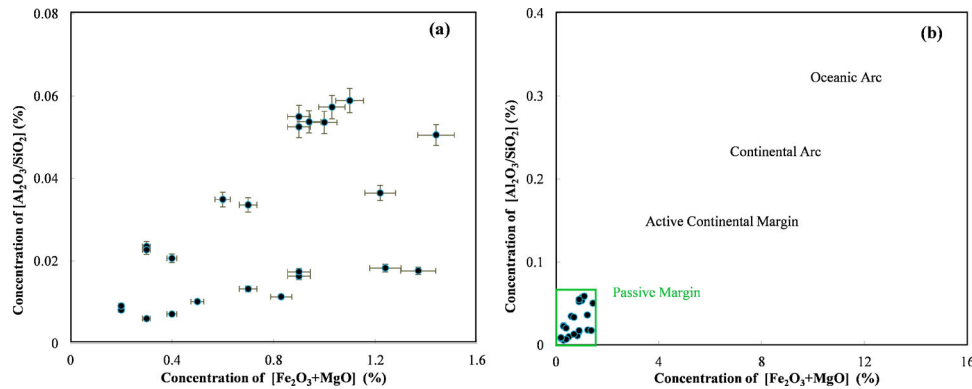 (a)
0.08
0.06
0.04
0.02
0
0
0.4
0.8
1.2
1.6
Concentration of [Al₂O₃/SiO₂] (%)
Concentration of [Fe₂O₃+MgO] (%)
(b)
0.4
0.3
0.2
0.1
0
0
4
8
12
16
Concentration of [Al₂O₃/SiO₂] (%)
Oceanic Arc
Continental Arc
Active Continental Margin
Passive Margin
Concentration of [Fe₂O₃+MgO] (%)